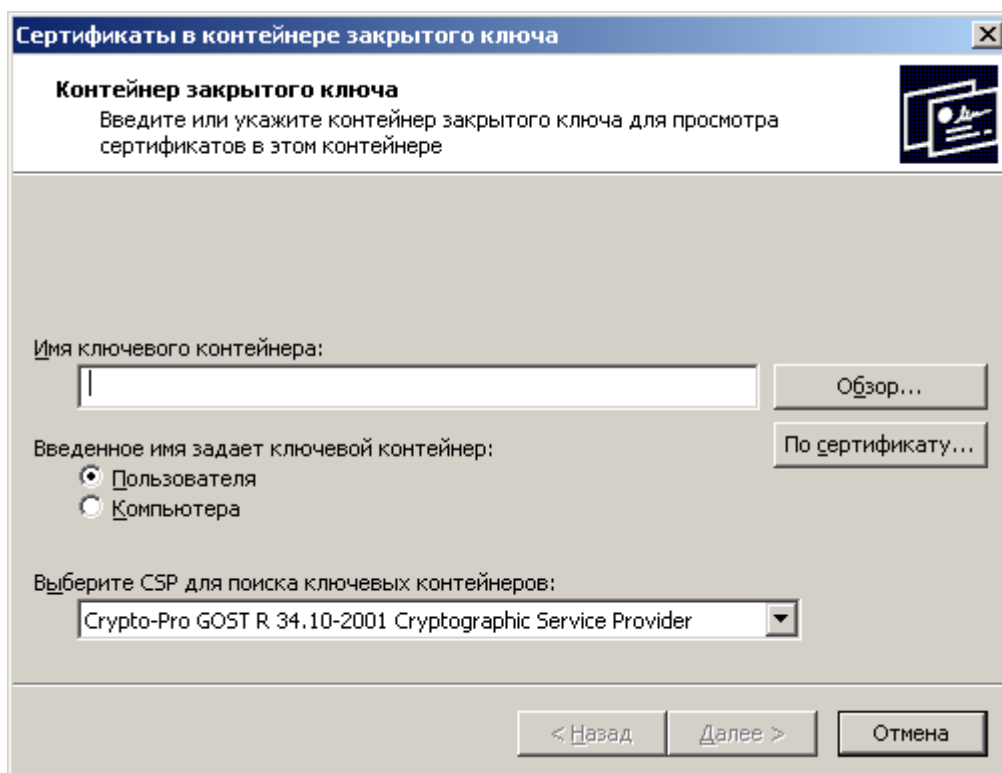 Сертификаты в контейнере закрытого ключа
Контейнер закрытого ключа
Введите или укажите контейнер закрытого ключа для просмотра
сертификатов в этом контейнере
Имя ключевого контейнера:
Обзор...
По сертификату...
Введенное имя задает ключевой контейнер:
Пользователя
Компьютера
Выберите CSP для поиска ключевых контейнеров:
Crypto-Pro GOST R 34.10-2001 Cryptographic Service Provider
< Назад
Далее >
Отмена